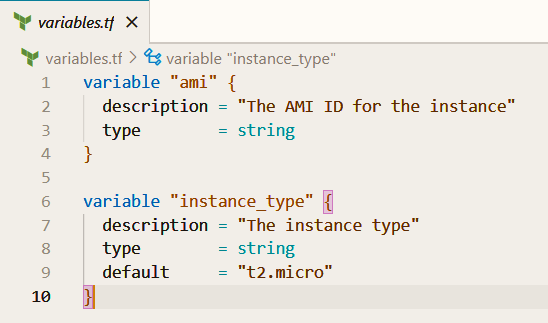 variables.tf ×
variables.tf > variable "instance_type"
1 variable "ami" {
2   description = "The AMI ID for the instance"
3   type        = string
4 }
5
6 variable "instance_type" {
7   description = "The instance type"
8   type        = string
9   default     = "t2.micro"
10 }